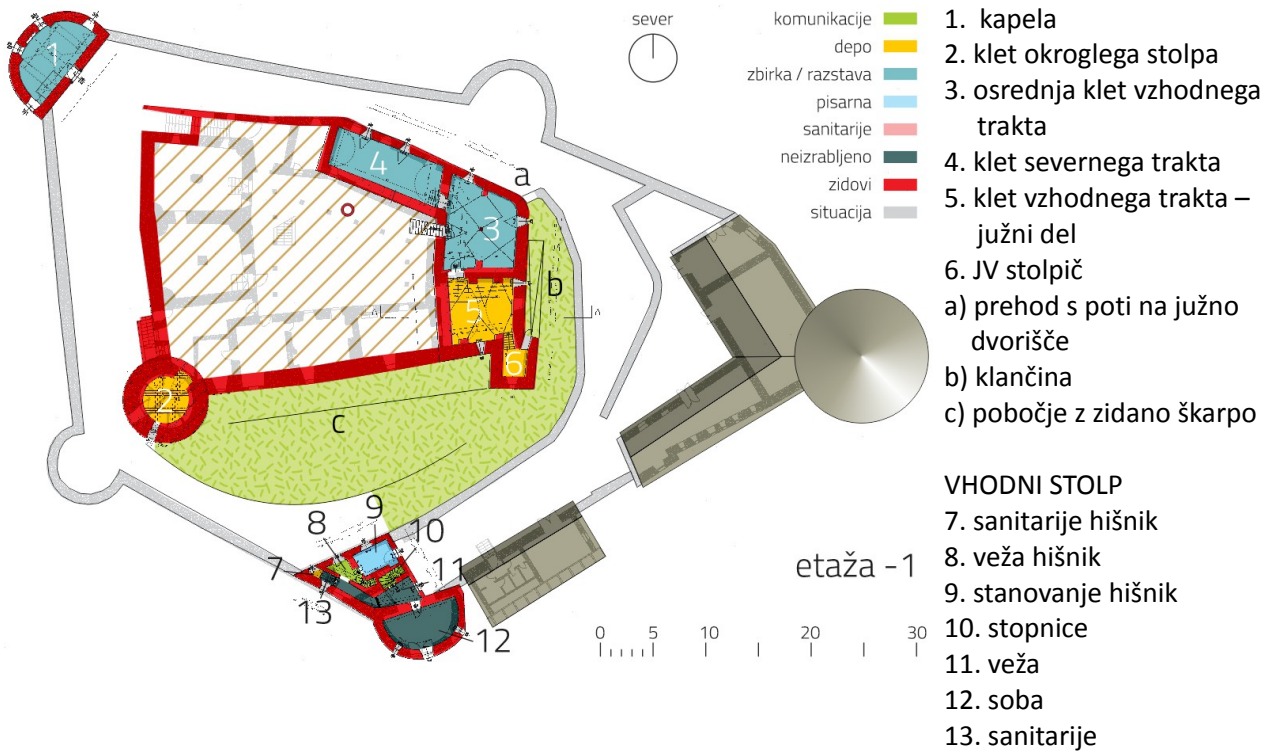 sever
komunikacije
depo
zbirka / razstava
pisarna
sanitarije
neizrabljeno
zidovi
situacija
1
4
a
3
b
5
6
2
c
9
8
10
7
11
13
12
etaža -1
0 5 10 20 30
1. kapela
2. klet okroglega stolpa
3. osrednja klet vzhodnega
trakta
4. klet severnega trakta
5. klet vzhodnega trakta –
južni del
6. JV stolpič
a) prehod s poti na južno
dvorišče
b) klančina
c) pobočje z zidano škarpo
VHODNI STOLP
7. sanitarije hišnik
8. veža hišnik
9. stanovanje hišnik
10. stopnice
11. veža
12. soba
13. sanitarije